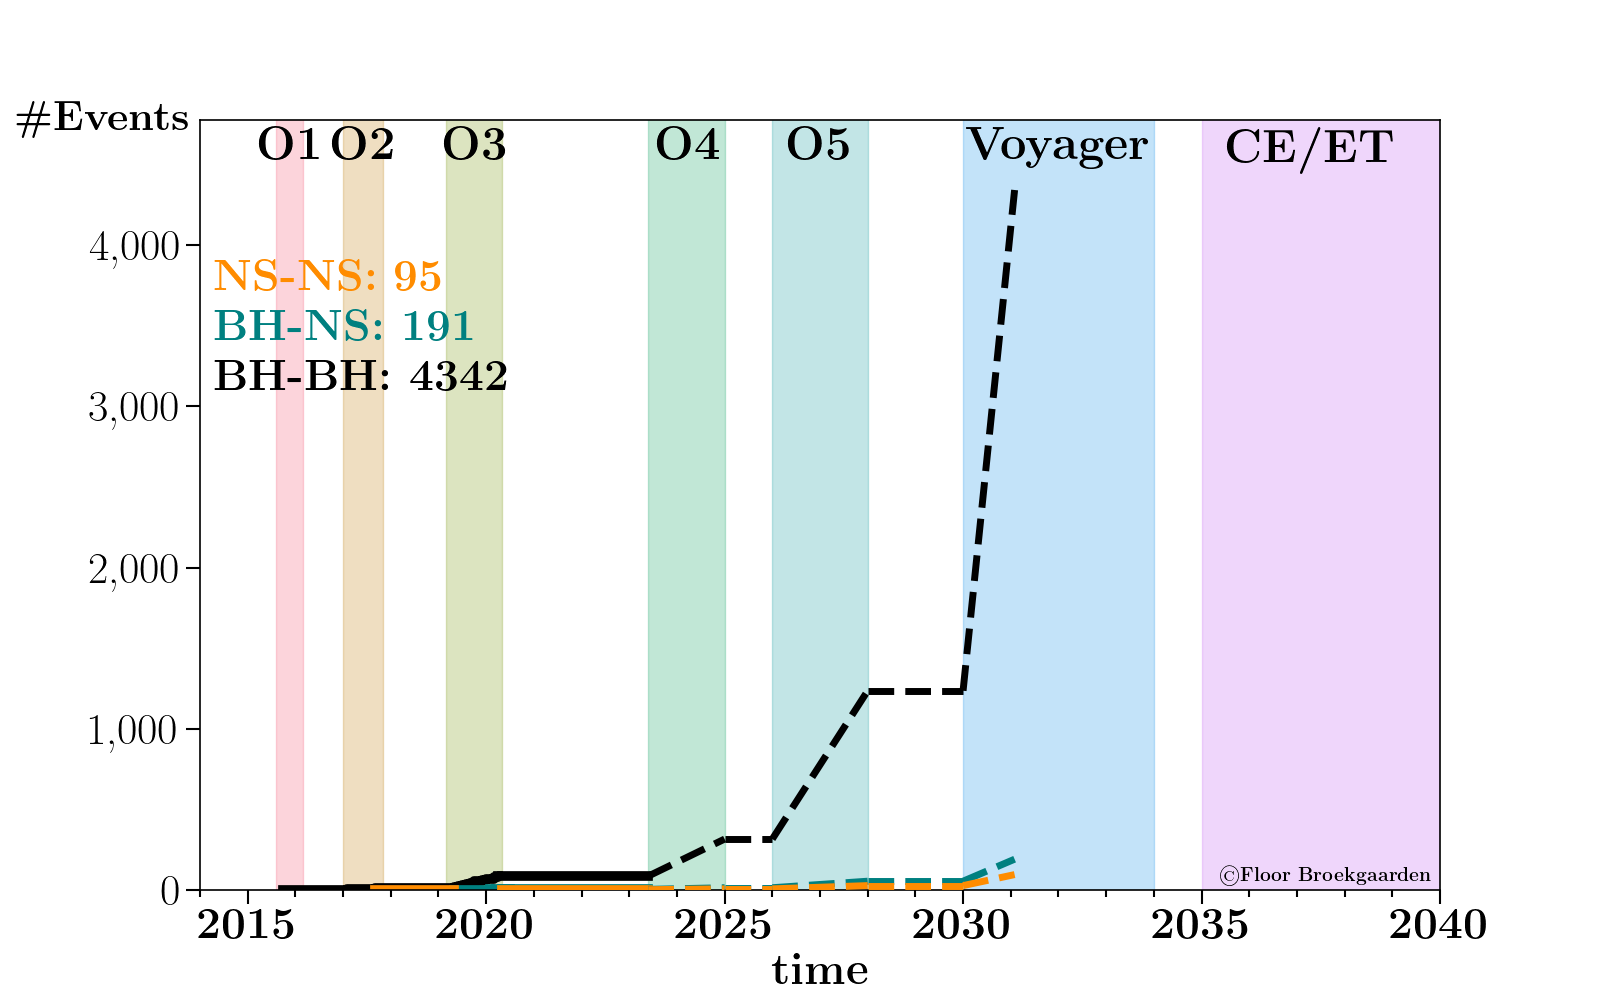 #Events
O1 O2 O3 O4 O5 Voyager CE/ET
4,000
NS-NS: 95
BH-NS: 191
BH-BH: 4342
3,000
2,000
1,000
0
©Floor Broekgaarden
2015 2020 2025 2030 2035 2040
time